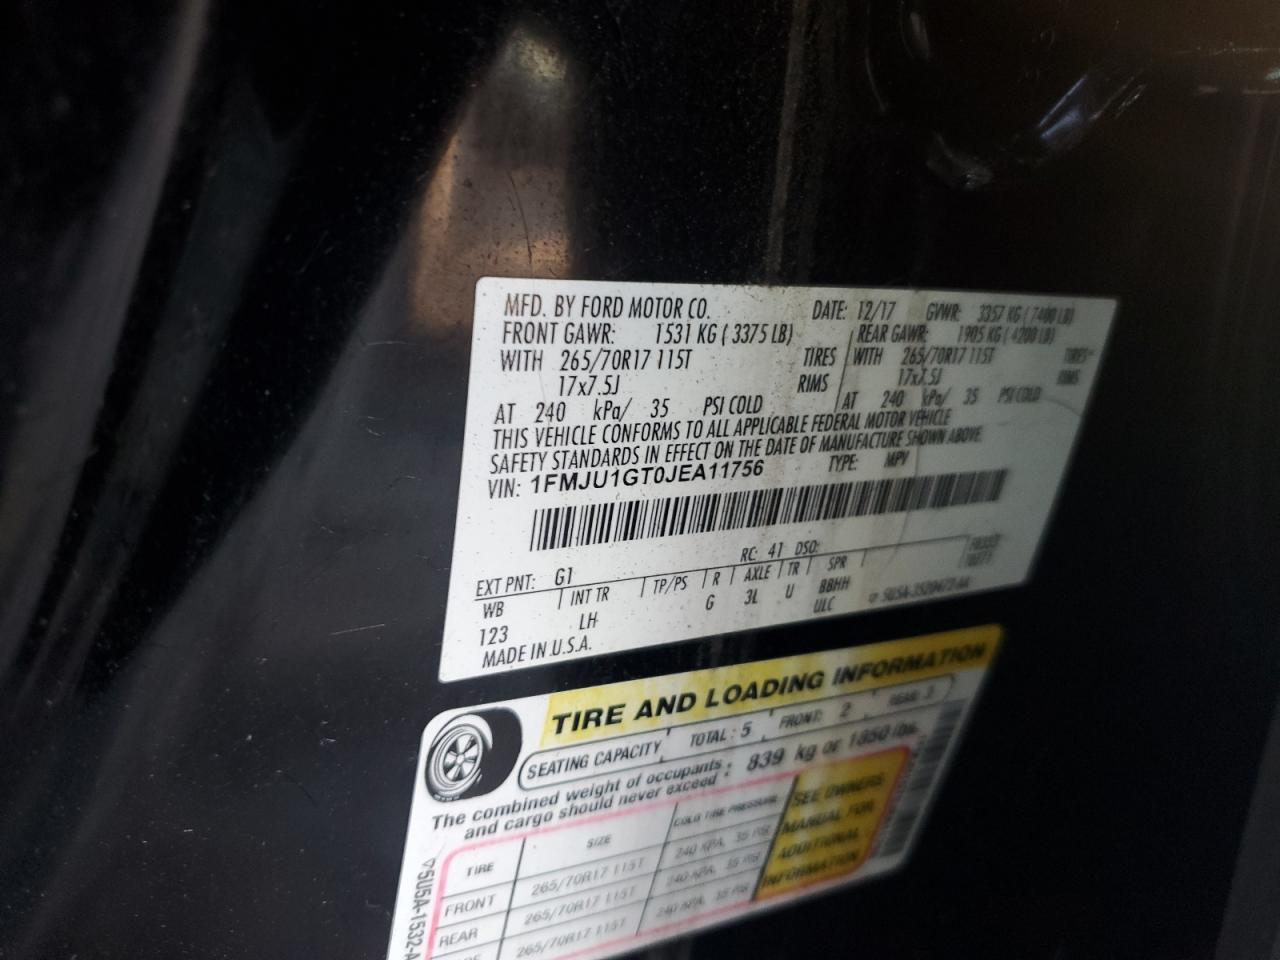 MFD. BY FORD MOTOR CO. DATE: 12/17 GVWR: 3357 KG ( 7400 LB)
FRONT GAWR: 1531 KG ( 3375 LB) REAR GAWR: 1905 KG ( 4200 LB)
WITH 265/70R17 115T TIRES WITH 265/70R17 115T TIRES
17x7.5J RIMS 17x7.5J RIMS
AT 240 kPa/ 35 PSI COLD AT 240 kPa/ 35 PSI COLD
THIS VEHICLE CONFORMS TO ALL APPLICABLE FEDERAL MOTOR VEHICLE
SAFETY STANDARDS IN EFFECT ON THE DATE OF MANUFACTURE SHOWN ABOVE.
VIN: 1FMJU1GT0JEA11756 TYPE: MPV
EXT PNT: G1 RC: 41 DSO:
WB INT TR TP/PS R AXLE TR SPR
123 LH G 3L U BBHH
MADE IN U.S.A. ULC
TIRE AND LOADING INFORMATION
SEATING CAPACITY TOTAL : 5 FRONT: 2 REAR: 3
The combined weight of occupants : 839 kg or 1850 lbs.
and cargo should never exceed :
TIRE SIZE COLD TIRE PRESSURE
FRONT 265/70R17 115T 240 KPA, 35 PSI
REAR 265/70R17 115T 240 KPA, 35 PSI
265/70R17 115T 240 KPA, 35 PSI
SEE OWNERS
MANUAL FOR
ADDITIONAL
INFORMATION
5U5A-1532-A